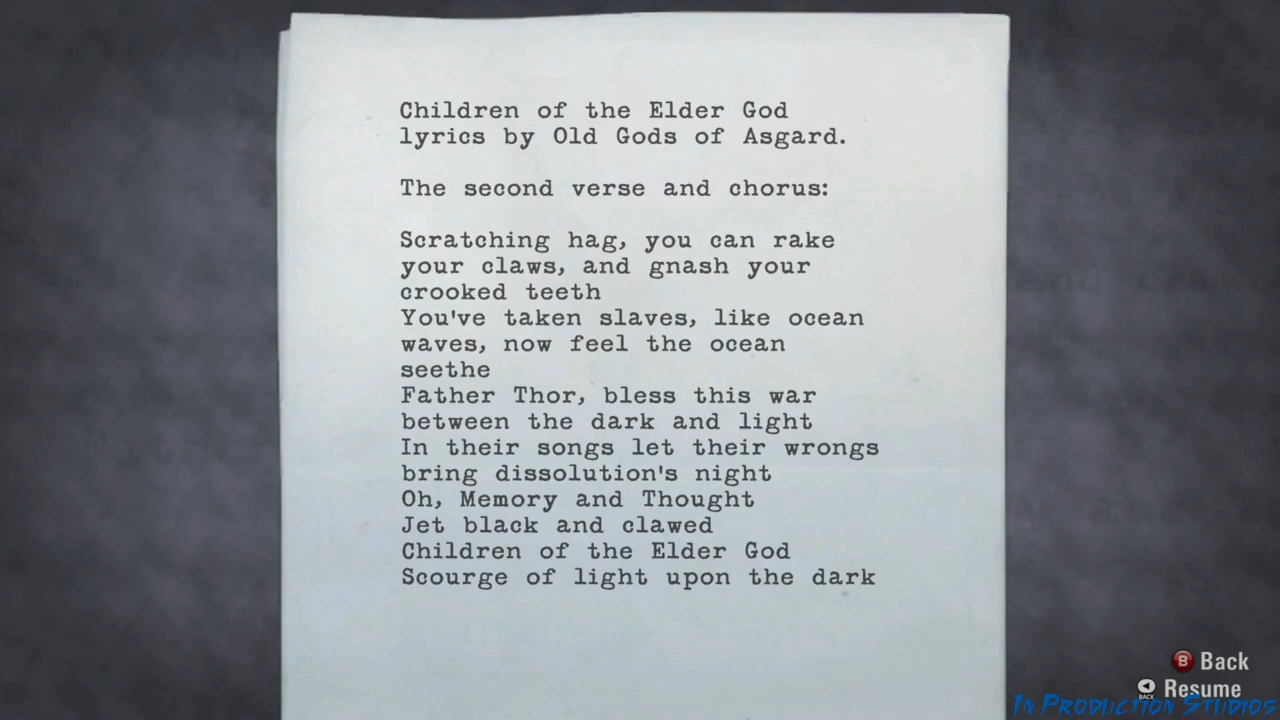 Children of the Elder God
lyrics by Old Gods of Asgard.
The second verse and chorus:
Scratching hag, you can rake
your claws, and gnash your
crooked teeth
You've taken slaves, like ocean
waves, now feel the ocean
seethe
Father Thor, bless this war
between the dark and light
In their songs let their wrongs
bring dissolution's night
Oh, Memory and Thought
Jet black and clawed
Children of the Elder God
Scourge of light upon the dark
B Back
BACK Resume
In Production Studios